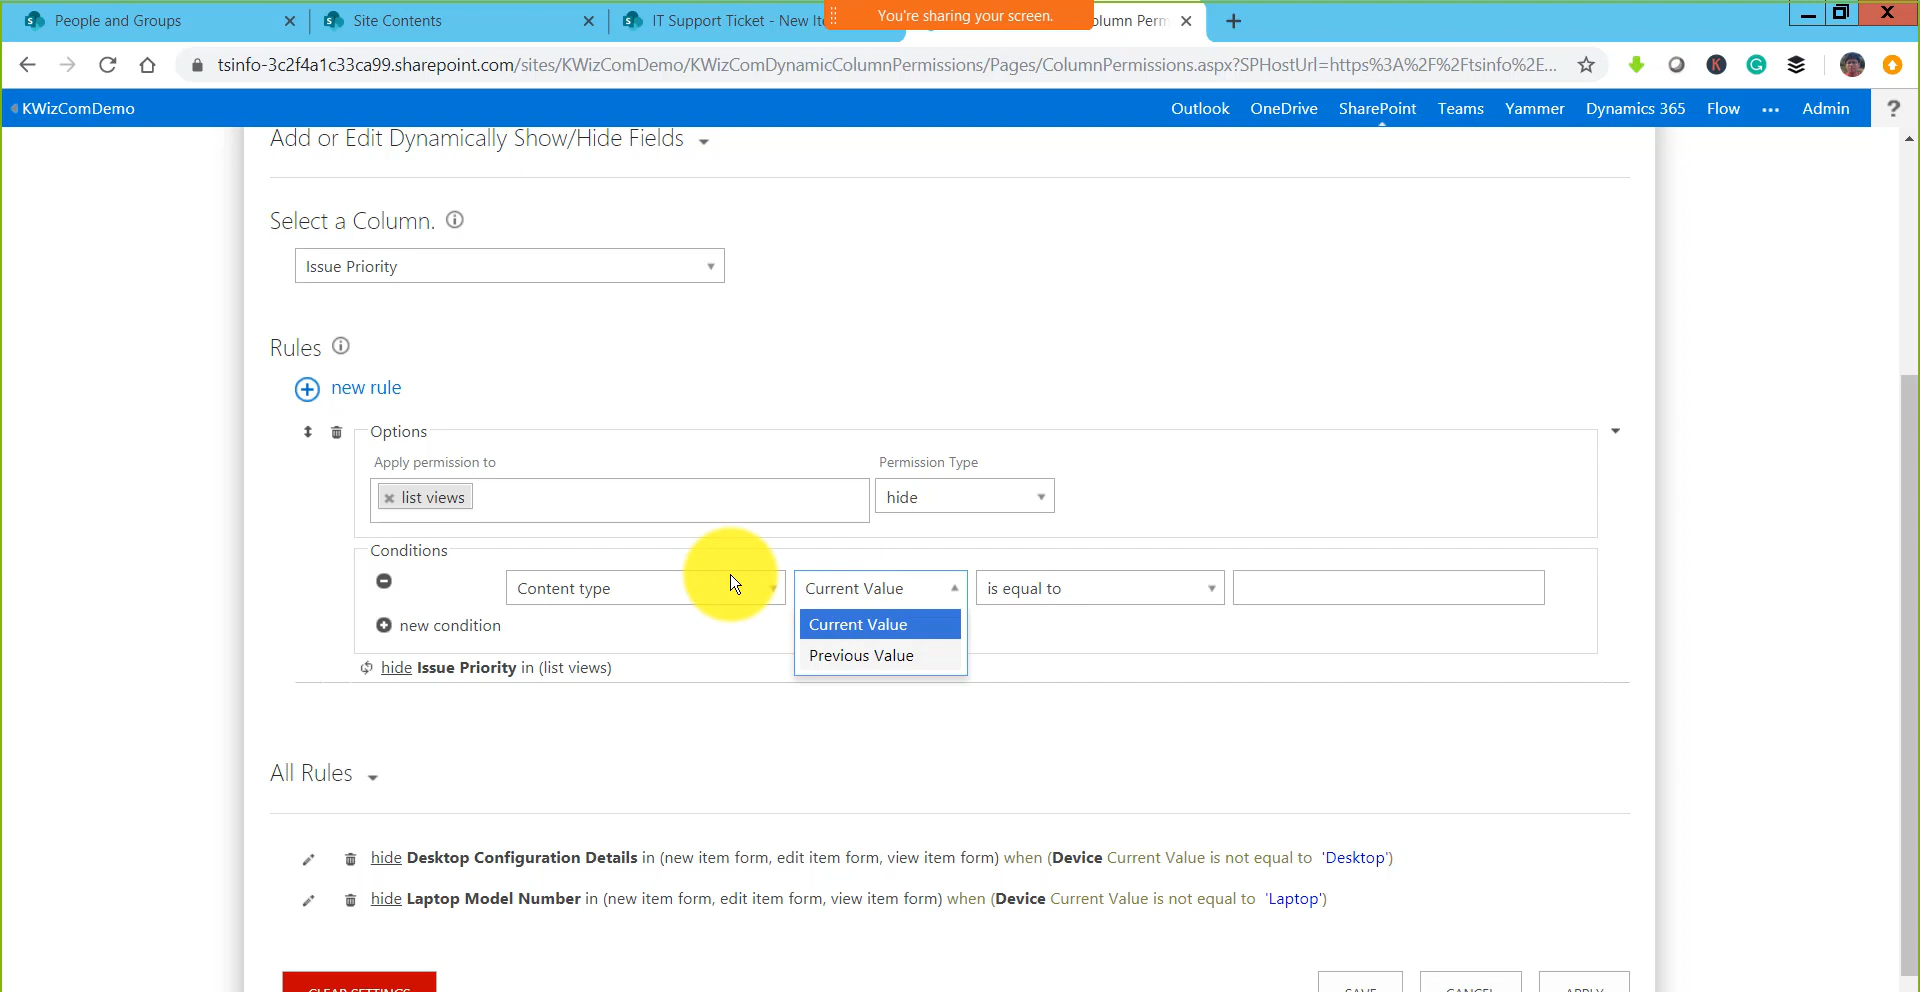 People and Groups
Site Contents
IT Support Ticket - New Ite
You're sharing your screen.
olumn Perm
tsinfo-3c2f4a1c33ca99.sharepoint.com/sites/KWizComDemo/KWizComDynamicColumnPermissions/Pages/ColumnPermissions.aspx?SPHostUrl=https%3A%2F%2Ftsinfo%2E...
KWizComDemo
Outlook OneDrive SharePoint Teams Yammer Dynamics 365 Flow ... Admin ?
Add or Edit Dynamically Show/Hide Fields
Select a Column.
Issue Priority
Rules
new rule
Options
Apply permission to Permission Type
list views hide
Conditions
Content type Current Value is equal to
Current Value
new condition
Previous Value
hide Issue Priority in (list views)
All Rules
hide Desktop Configuration Details in (new item form, edit item form, view item form) when (Device Current Value is not equal to 'Desktop')
hide Laptop Model Number in (new item form, edit item form, view item form) when (Device Current Value is not equal to 'Laptop')
CLEAR SETTINGS SAVE CANCEL APPLY